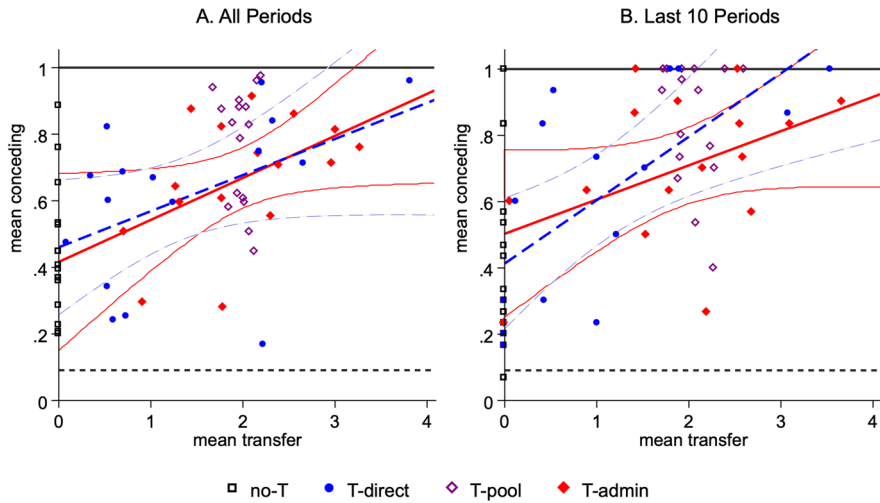 A. All Periods
B. Last 10 Periods
mean conceding
1
.8
.6
.4
.2
0
0
1
2
3
4
mean transfer
mean conceding
1
.8
.6
.4
.2
0
0
1
2
3
4
mean transfer
no-T
T-direct
T-pool
T-admin